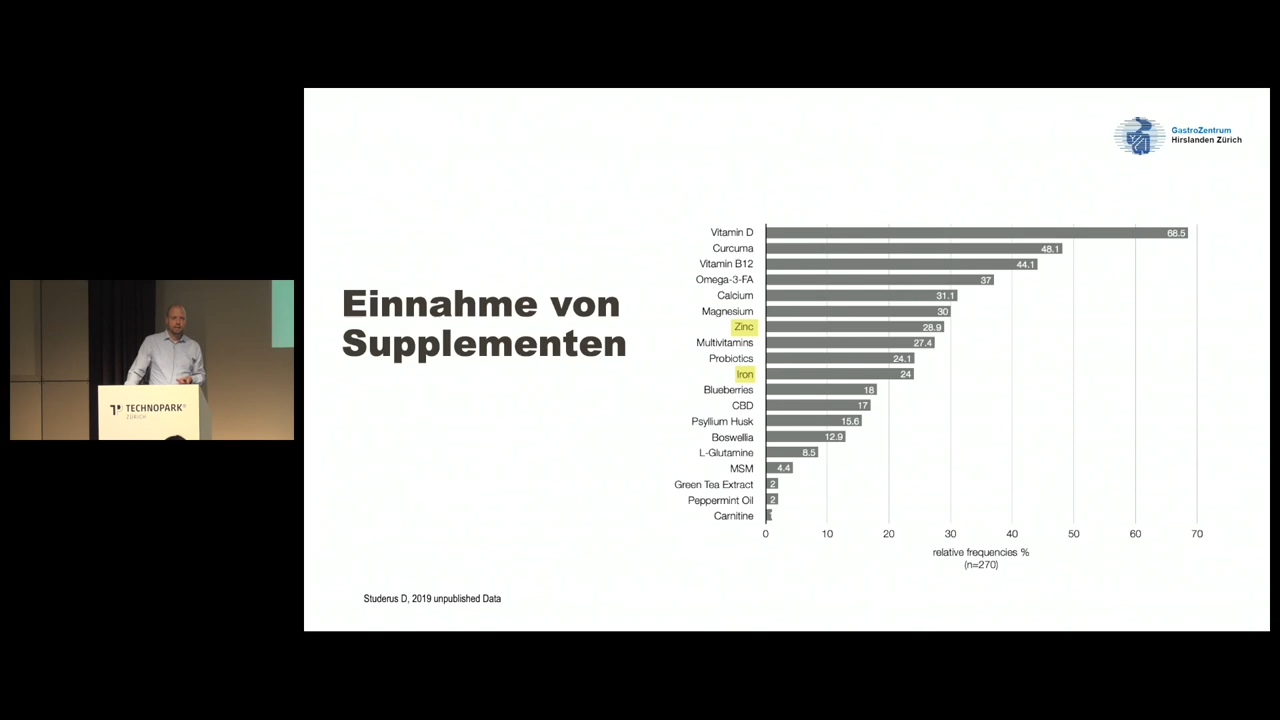 GastroZentrum
Hirslanden Zürich
Einnahme von
Supplementen
Vitamin D 68.5
Curcuma 48.1
Vitamin B12 44.1
Omega-3-FA 37
Calcium 31.1
Magnesium 30
Zinc 28.9
Multivitamins 27.4
Probiotics 24.1
Iron 24
Blueberries 18
CBD 17
Psyllium Husk 15.6
Boswellia 12.9
L-Glutamine 8.5
MSM 4.4
Green Tea Extract 2
Peppermint Oil 2
Carnitine
0 10 20 30 40 50 60 70
relative frequencies %
(n=270)
Studerus D, 2019 unpublished Data
TECHNOPARK®
ZÜRICH